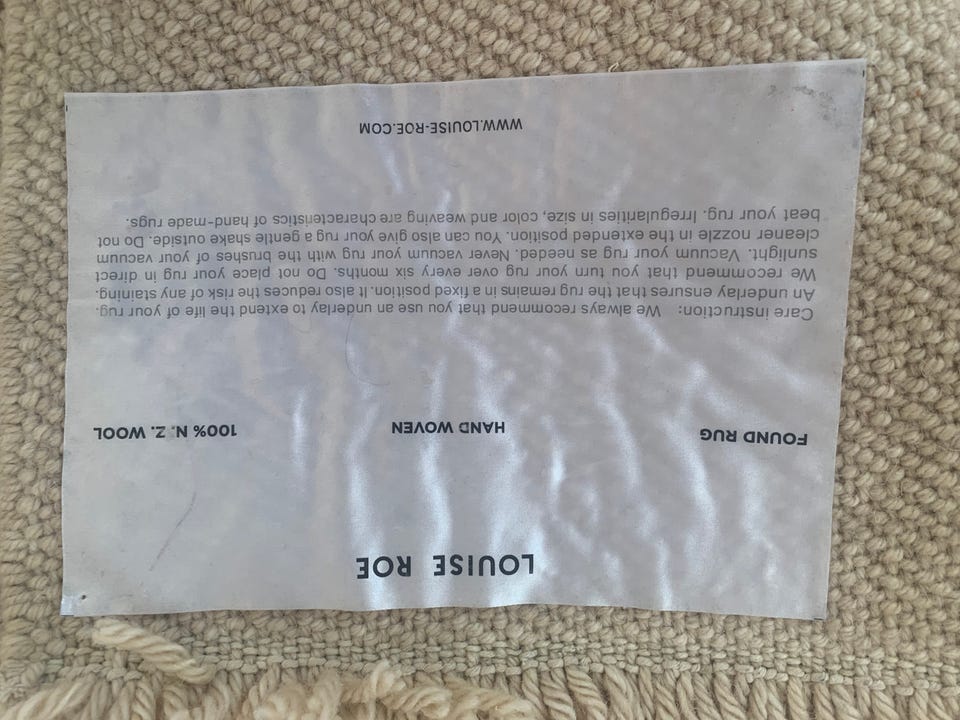 LOUISE ROE
FOUND RUG HAND WOVEN 100% N. Z. WOOL
Care instruction: We always recommend that you use an underlay to extend the life of your rug.
An underlay ensures that the rug remains in a fixed position. It also reduces the risk of any staining.
We recommend that you turn your rug over every six months. Do not place your rug in direct
sunlight. Vacuum your rug as needed. Never vacuum your rug with the brushes of your vacuum
cleaner nozzle in the extended position. You can also give your rug a gentle shake outside. Do not
beat your rug. Irregularities in size, color and weaving are characteristics of hand-made rugs.
WWW.LOUISE-ROE.COM